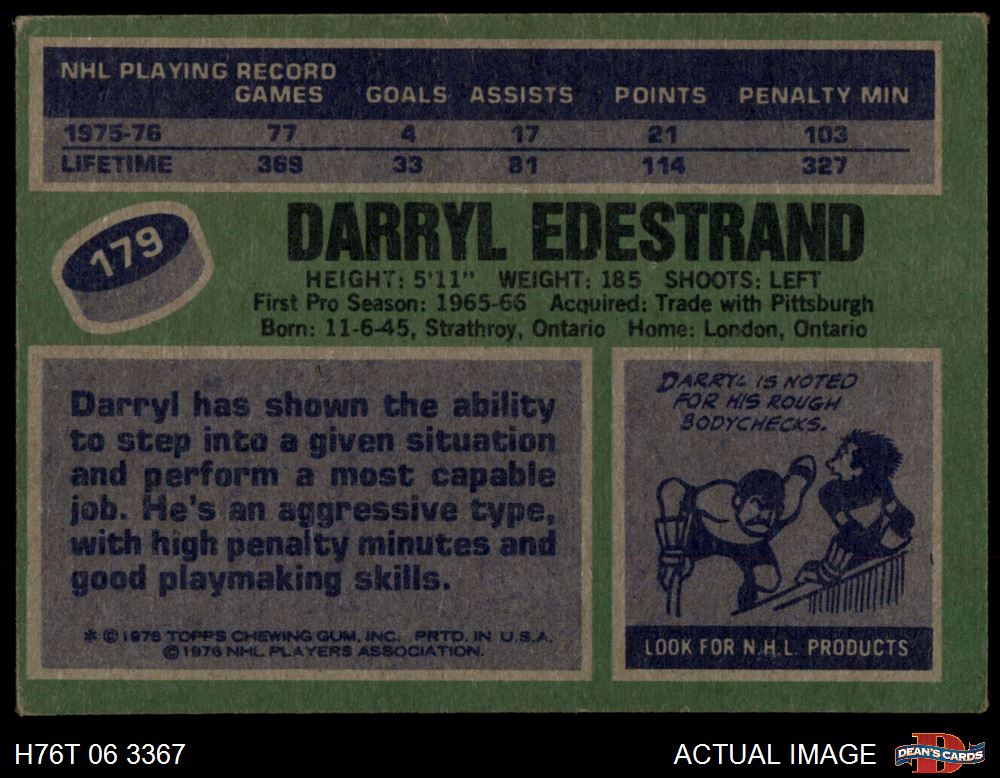 NHL PLAYING RECORD
GAMES GOALS ASSISTS POINTS PENALTY MIN
1975-76 77 4 17 21 103
LIFETIME 369 33 81 114 327
179
DARRYL EDESTRAND
HEIGHT: 5'11" WEIGHT: 185 SHOOTS: LEFT
First Pro Season: 1965-66 Acquired: Trade with Pittsburgh
Born: 11-6-45, Strathroy, Ontario Home: London, Ontario
Darryl has shown the ability
to step into a given situation
and perform a most capable
job. He's an aggressive type,
with high penalty minutes and
good playmaking skills.
* © 1976 TOPPS CHEWING GUM, INC. PRTD. IN U.S.A.
© 1976 NHL PLAYERS ASSOCIATION.
DARRYL IS NOTED
FOR HIS ROUGH
BODYCHECKS.
LOOK FOR N.H.L PRODUCTS
H76T 06 3367
ACTUAL IMAGE
DEAN'S CARDS